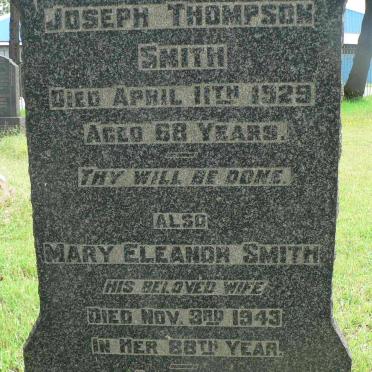 JOSEPH THOMPSON
SMITH
DIED APRIL 11TH 1929
AGED 68 YEARS.
THY WILL BE DONE.
ALSO
MARY ELEANOR SMITH
HIS BELOVED WIFE
DIED NOV. 3RD 1943
IN HER 88TH YEAR.